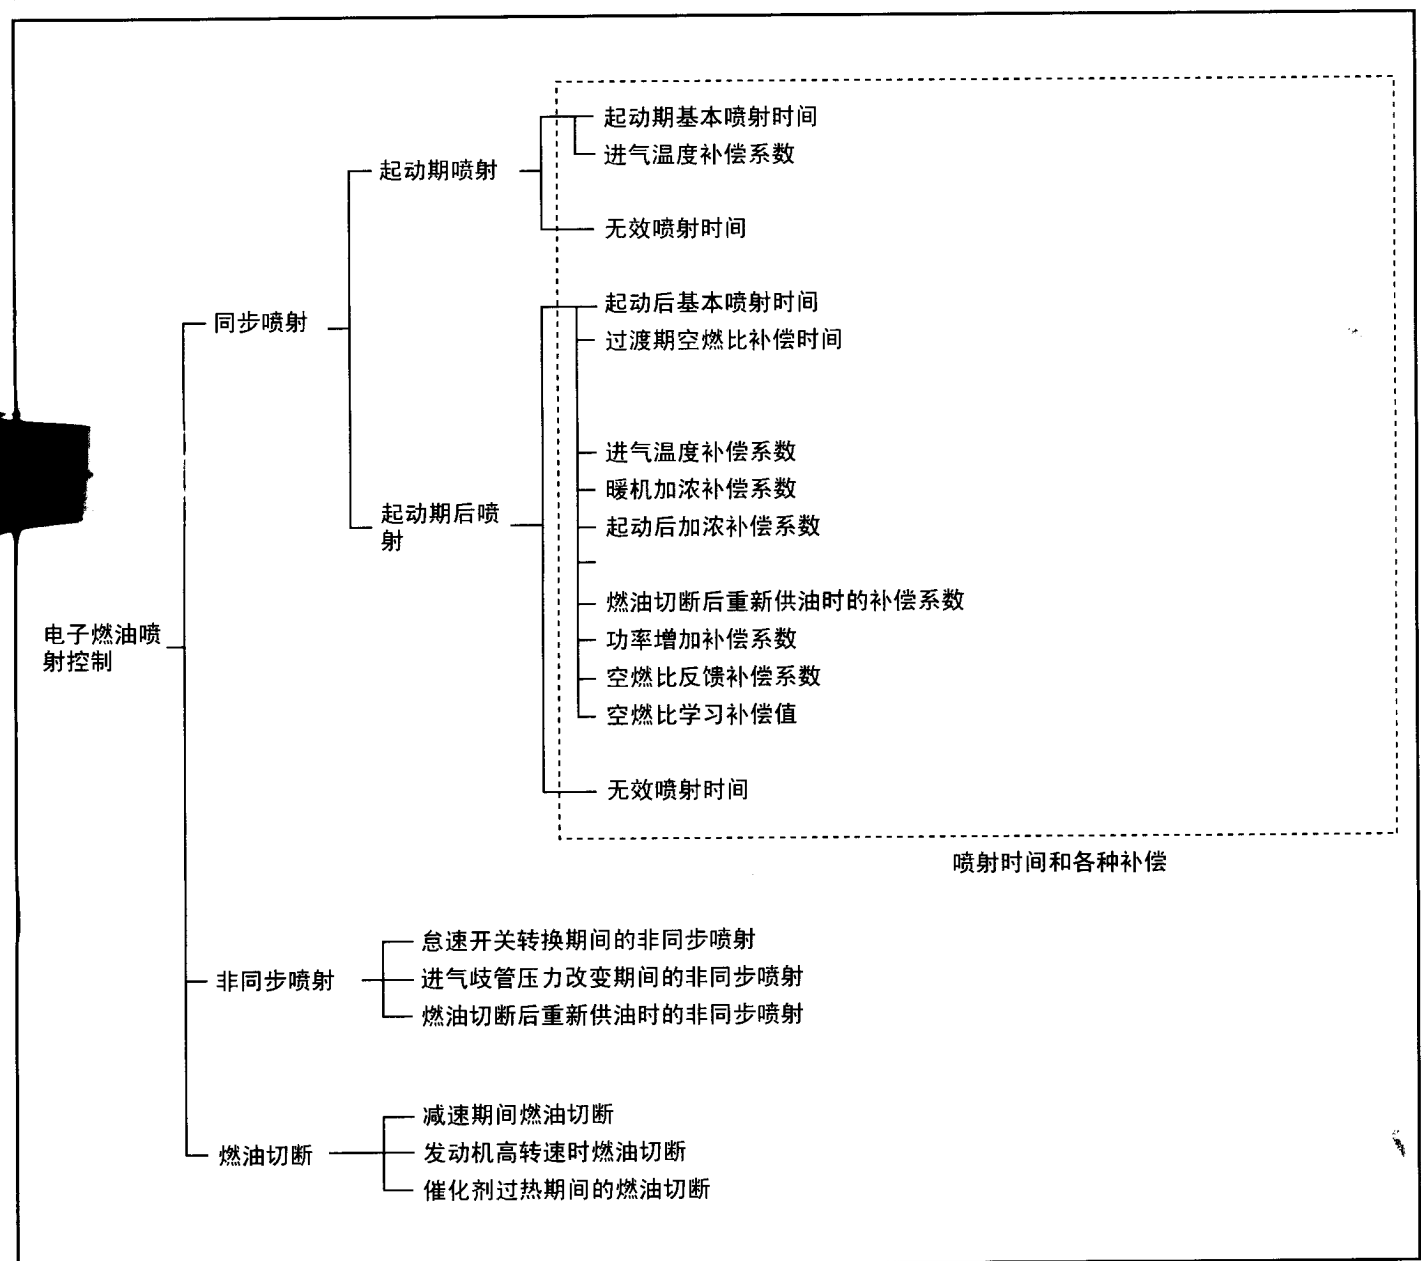 起动期基本喷射时间
进气温度补偿系数
起动期喷射
无效喷射时间
起动后基本喷射时间
同步喷射
过渡期空燃比补偿时间
进气温度补偿系数
暖机加浓补偿系数
起动期后喷
射
起动后加浓补偿系数
燃油切断后重新供油时的补偿系数
电子燃油喷
射控制
功率增加补偿系数
空燃比反馈补偿系数
空燃比学习补偿值
无效喷射时间
喷射时间和各种补偿
怠速开关转换期间的非同步喷射
非同步喷射
进气歧管压力改变期间的非同步喷射
燃油切断后重新供油时的非同步喷射
减速期间燃油切断
燃油切断
发动机高转速时燃油切断
催化剂过热期间的燃油切断